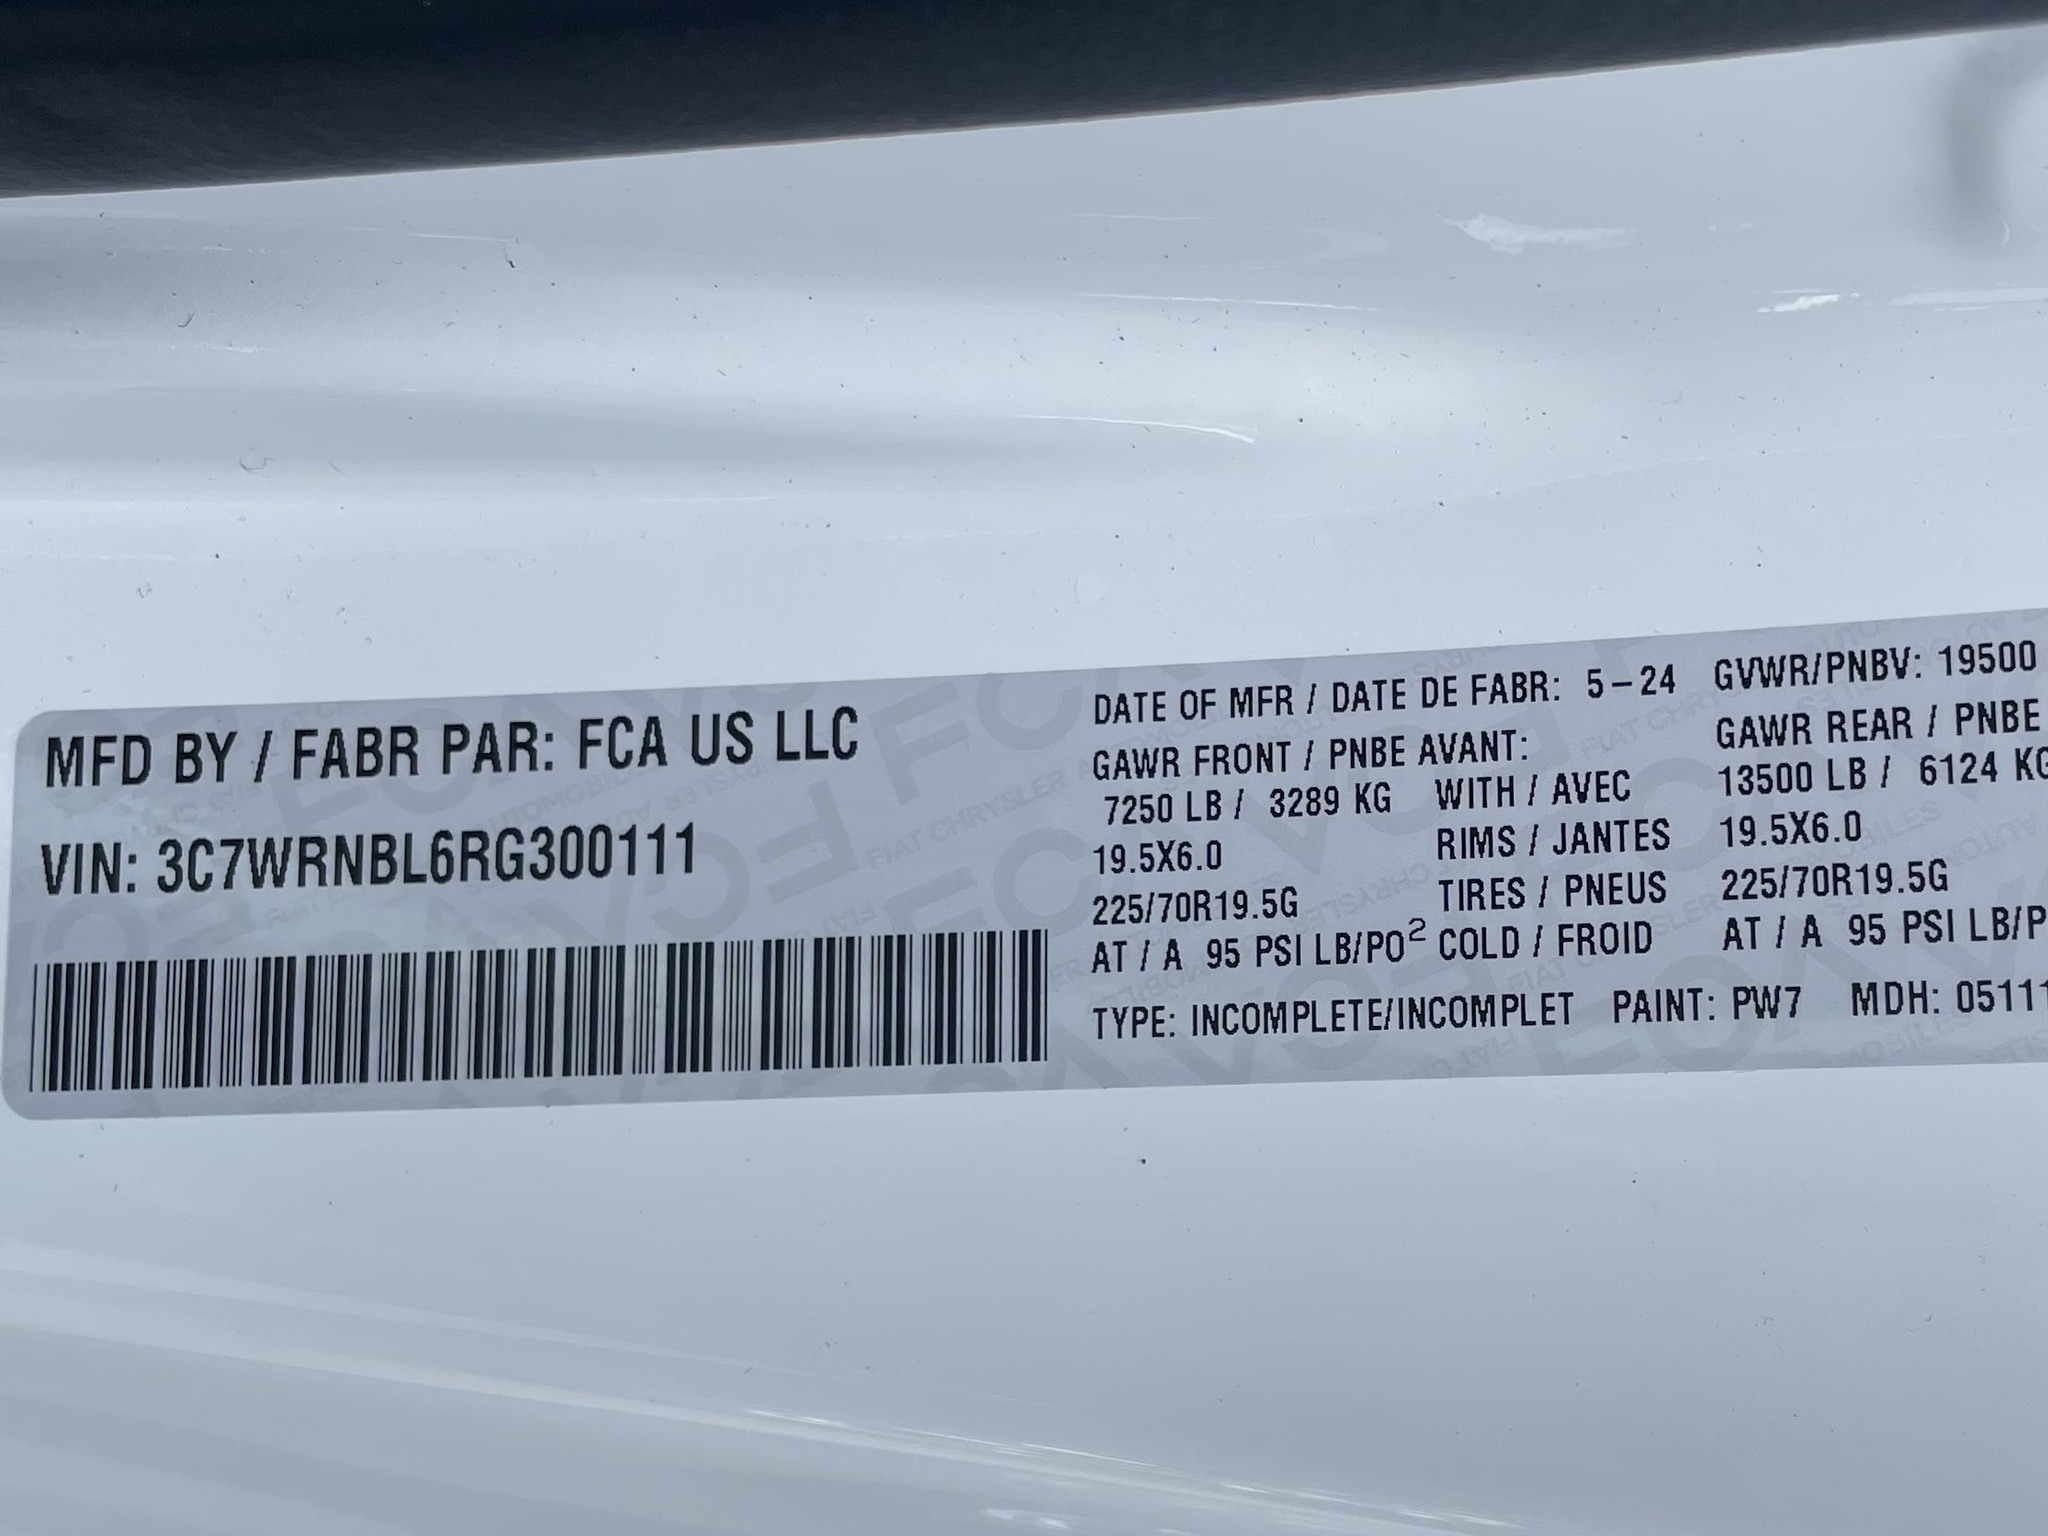 MFD BY / FABR PAR: FCA US LLC
VIN: 3C7WRNBL6RG300111
DATE OF MFR / DATE DE FABR: 5-24 GVWR/PNBV: 19500
GAWR FRONT / PNBE AVANT: GAWR REAR / PNBE
7250 LB / 3289 KG WITH / AVEC 13500 LB / 6124 KG
19.5X6.0 RIMS / JANTES 19.5X6.0
225/70R19.5G TIRES / PNEUS 225/70R19.5G
AT / A 95 PSI LB/PO² COLD / FROID AT / A 95 PSI LB/P
TYPE: INCOMPLETE/INCOMPLET PAINT: PW7 MDH: 05111